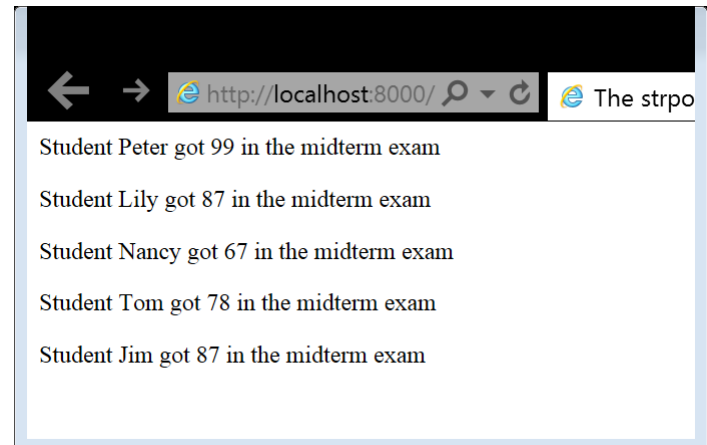 http://localhost:8000/
The strpo
Student Peter got 99 in the midterm exam
Student Lily got 87 in the midterm exam
Student Nancy got 67 in the midterm exam
Student Tom got 78 in the midterm exam
Student Jim got 87 in the midterm exam